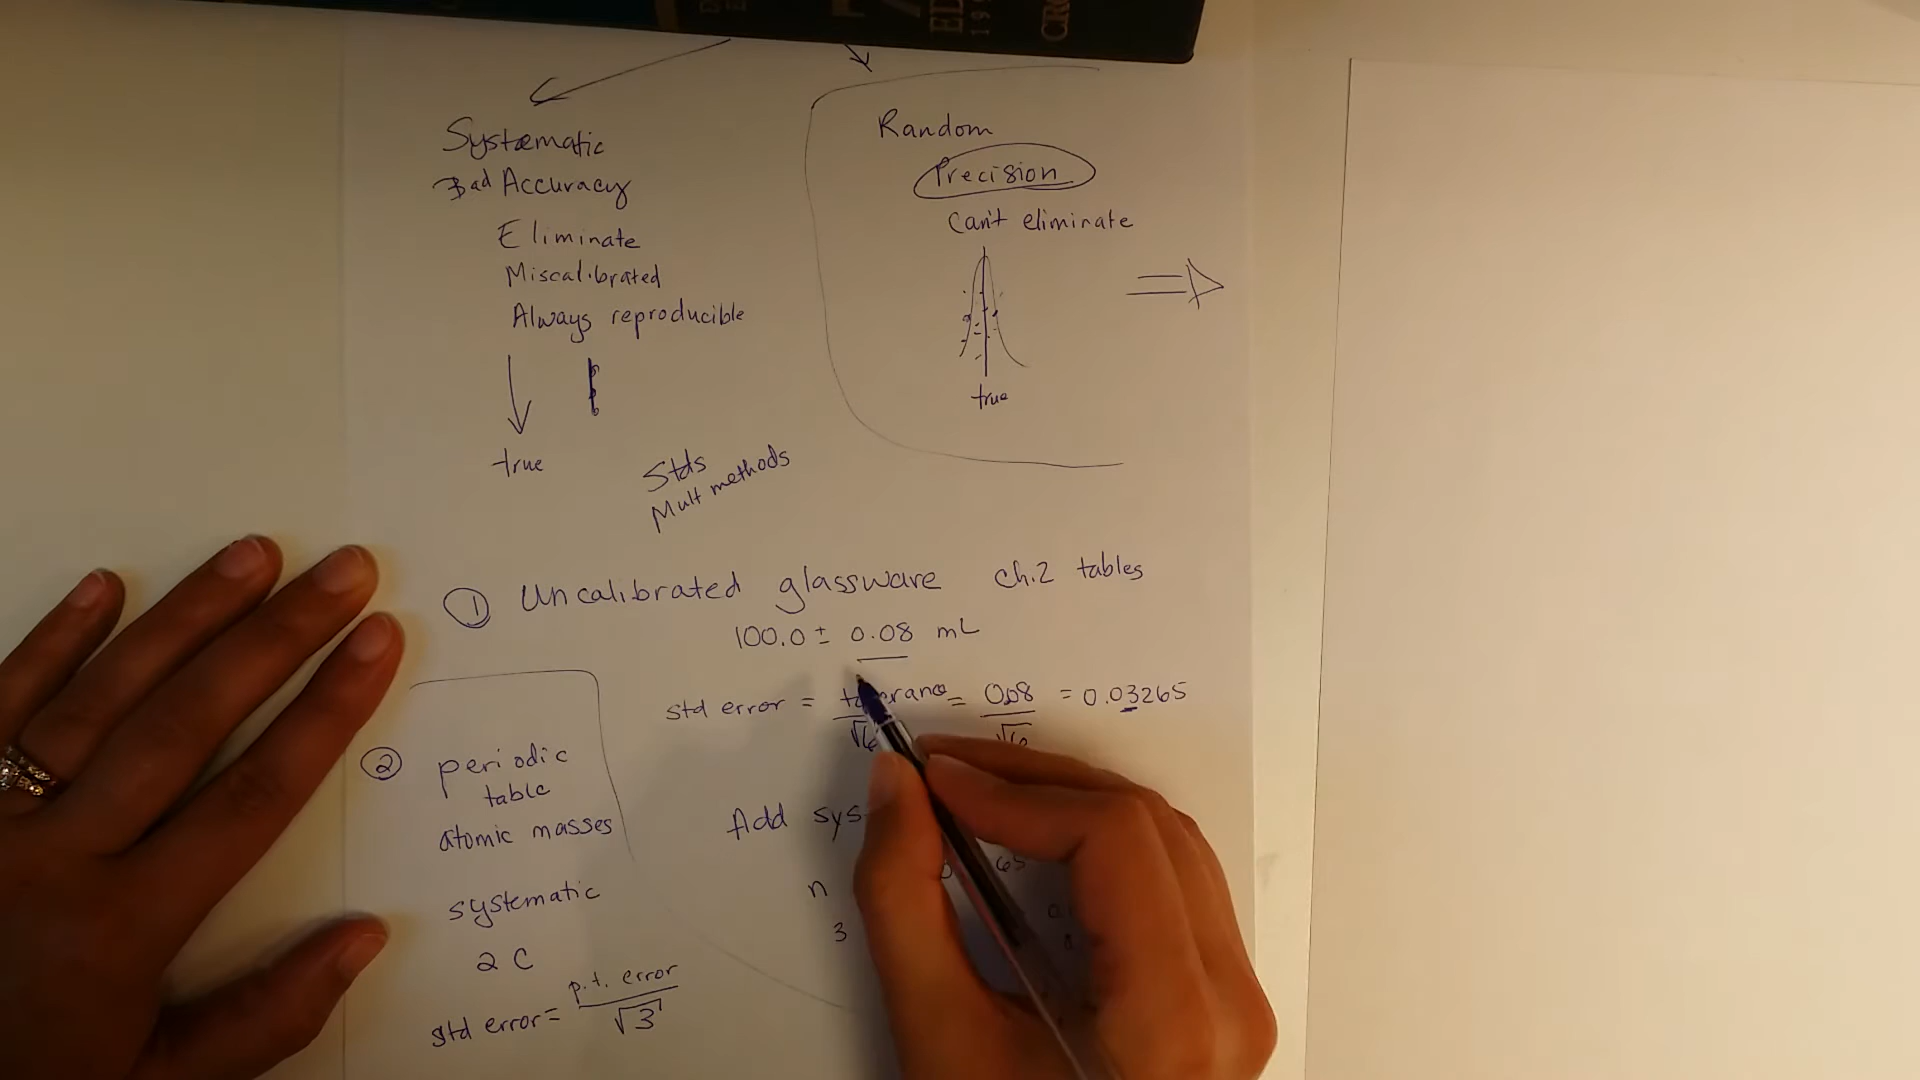 Systematic
Bad Accuracy
Eliminate
Miscalibrated
Always reproducible
true
Stds
Mult methods
Random
Precision
Can't eliminate
true
① Uncalibrated glassware ch.2 tables
100.0 ± 0.08 mL
std error = = 0.08 / √6 = 0.03265
Add
n
3
② periodic
table
atomic masses
systematic
2 C
std error = p.t. error / √3